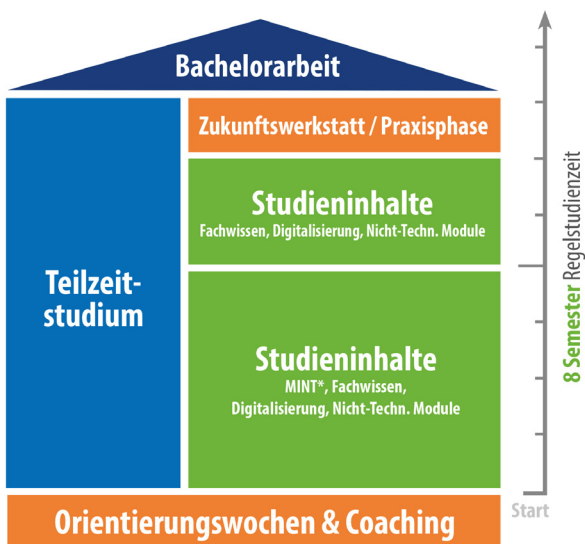 Bachelorarbeit
Zukunftswerkstatt / Praxisphase
Studieninhalte
Fachwissen, Digitalisierung, Nicht-Techn. Module
Teilzeit-
studium
Studieninhalte
MINT*, Fachwissen,
Digitalisierung, Nicht-Techn. Module
8 Semester Regelstudienzeit
Start
Orientierungswochen & Coaching